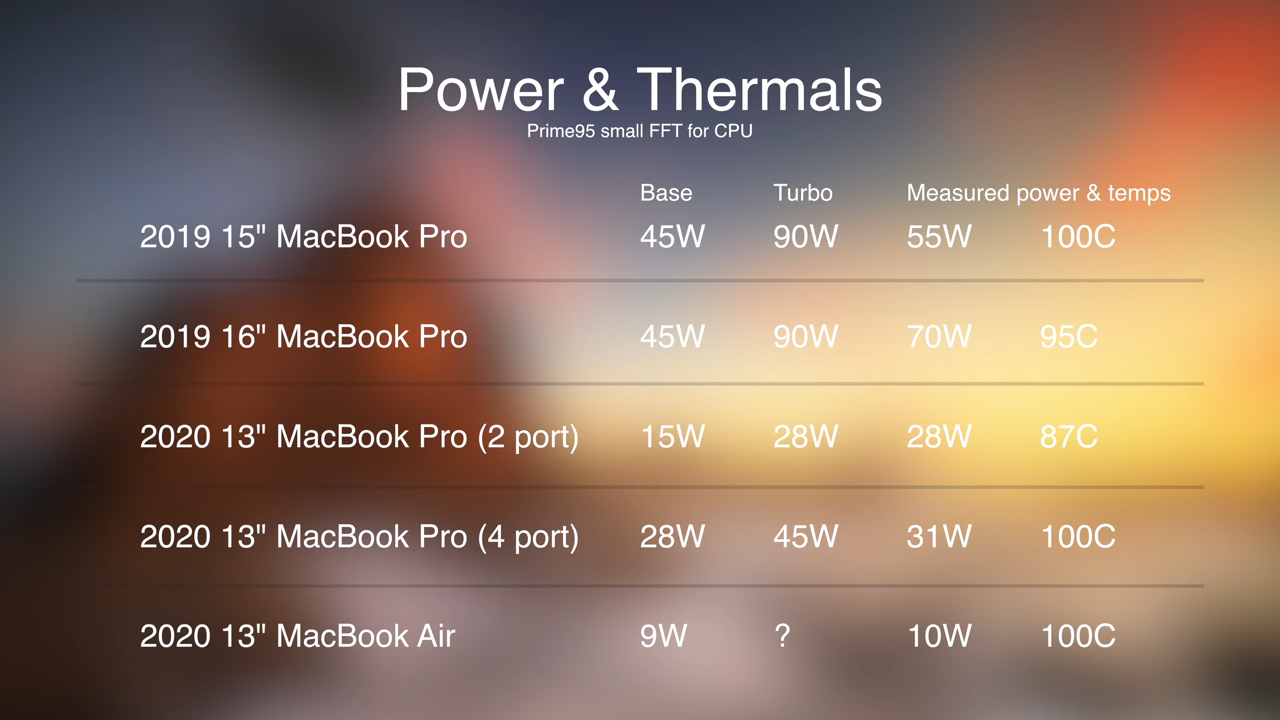 Power & Thermals
Prime95 small FFT for CPU
Base Turbo Measured power & temps
2019 15" MacBook Pro 45W 90W 55W 100C
2019 16" MacBook Pro 45W 90W 70W 95C
2020 13" MacBook Pro (2 port) 15W 28W 28W 87C
2020 13" MacBook Pro (4 port) 28W 45W 31W 100C
2020 13" MacBook Air 9W ? 10W 100C